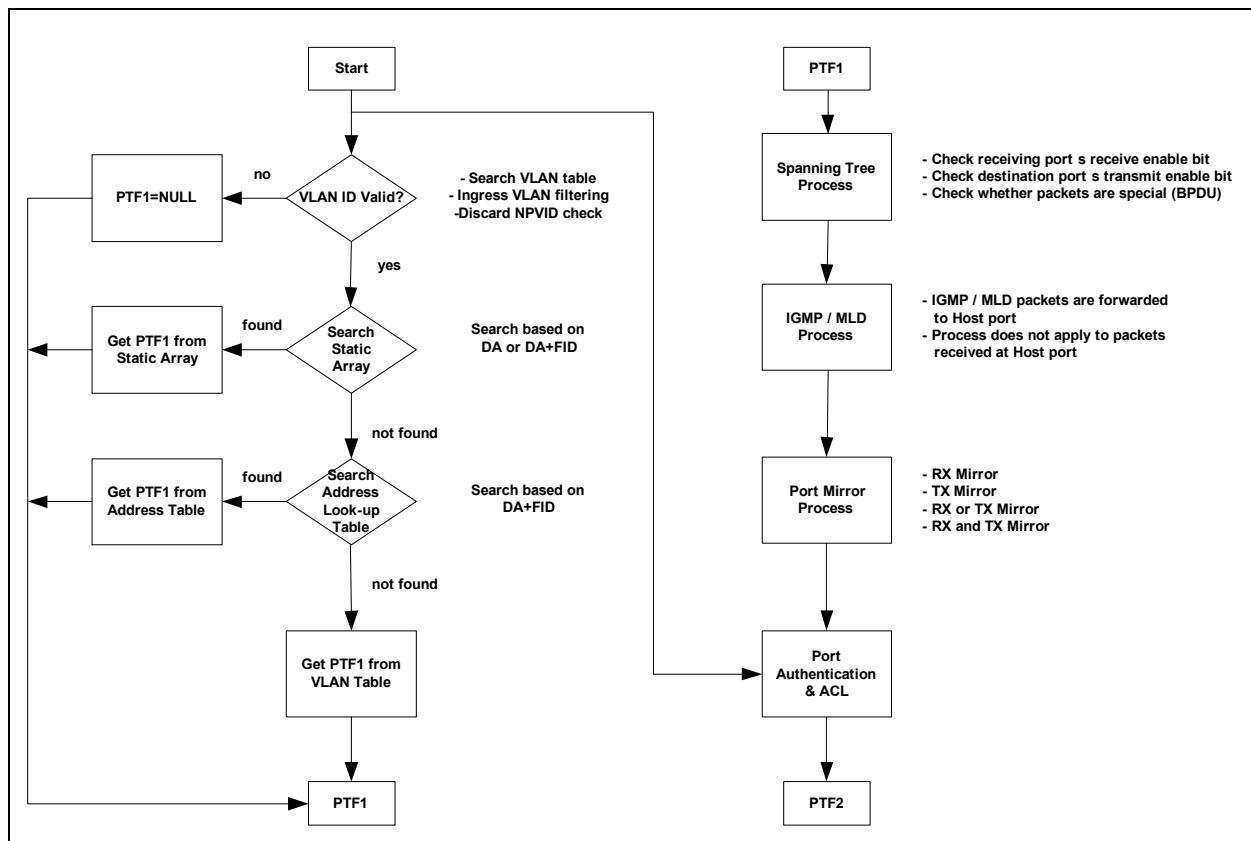 Start
no
VLAN ID Valid?
PTF1=NULL
- Search VLAN table
- Ingress VLAN filtering
-Discard NPVID check
yes
found
Search
Static
Array
Get PTF1 from
Static Array
Search based on
DA or DA+FID
not found
found
Search
Address
Look-up
Table
Get PTF1 from
Address Table
Search based on
DA+FID
not found
Get PTF1 from
VLAN Table
PTF1
PTF1
Spanning Tree
Process
- Check receiving port s receive enable bit
- Check destination port s transmit enable bit
- Check whether packets are special (BPDU)
IGMP / MLD
Process
- IGMP / MLD packets are forwarded
to Host port
- Process does not apply to packets
received at Host port
Port Mirror
Process
- RX Mirror
- TX Mirror
- RX or TX Mirror
- RX and TX Mirror
Port
Authentication
& ACL
PTF2